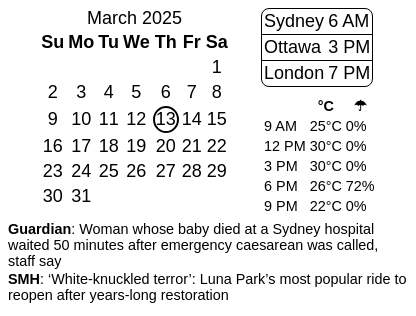 March 2025
Su Mo Tu We Th Fr Sa
1
2 3 4 5 6 7 8
9 10 11 12 13 14 15
16 17 18 19 20 21 22
23 24 25 26 27 28 29
30 31
Sydney 6 AM
Ottawa 3 PM
London 7 PM
°C ☂
9 AM 25°C 0%
12 PM 30°C 0%
3 PM 30°C 0%
6 PM 26°C 72%
9 PM 22°C 0%
Guardian: Woman whose baby died at a Sydney hospital
waited 50 minutes after emergency caesarean was called,
staff say
SMH: ‘White-knuckled terror’: Luna Park’s most popular ride to
reopen after years-long restoration